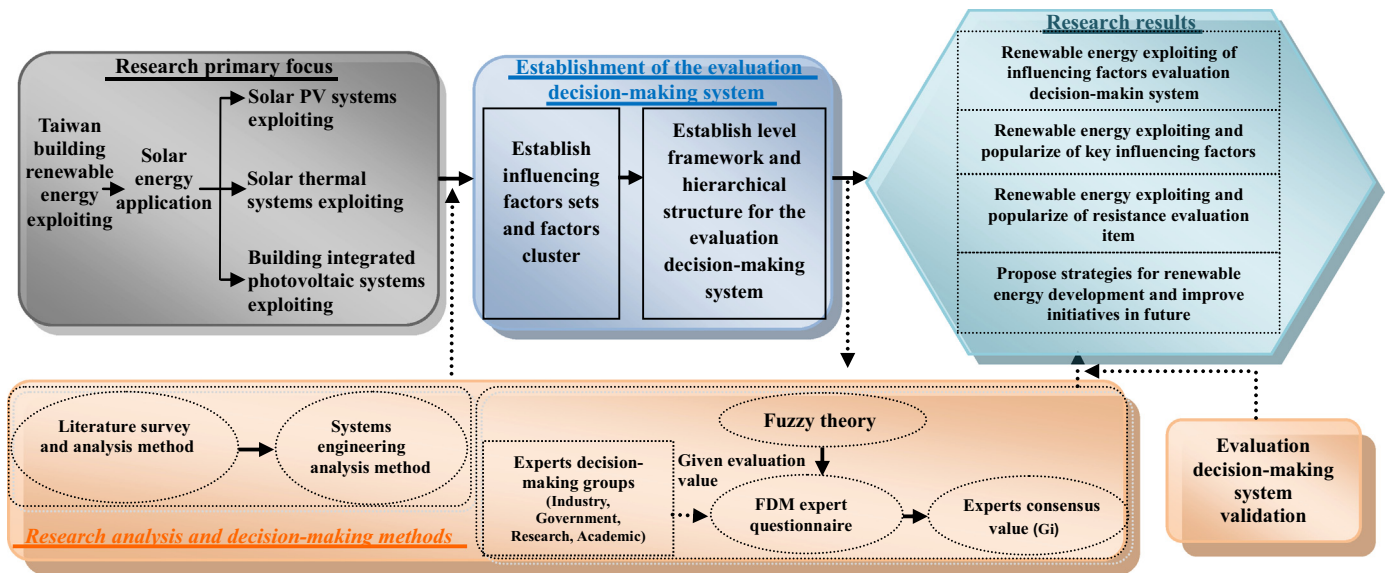 Research primary focus
Taiwan
building
renewable
energy
exploiting
Solar
energy
application
Solar PV systems
exploiting
Solar thermal
systems exploiting
Building integrated
photovoltaic systems
exploiting
Establishment of the evaluation
decision-making system
Establish
influencing
factors sets
and factors
cluster
Establish level
framework and
hierarchical
structure for the
evaluation
decision-making
system
Research results
Renewable energy exploiting of
influencing factors evaluation
decision-makin system
Renewable energy exploiting and
popularize of key influencing factors
Renewable energy exploiting and
popularize of resistance evaluation
item
Propose strategies for renewable
energy development and improve
initiatives in future
Literature survey
and analysis method
Systems
engineering
analysis method
Research analysis and decision-making methods
Experts decision-
making groups
(Industry,
Government,
Research, Academic)
Given evaluation
value
Fuzzy theory
FDM expert
questionnaire
Experts consensus
value (Gi)
Evaluation
decision-making
system
validation